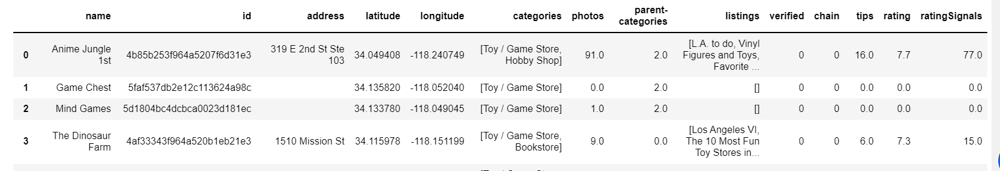 name id address latitude longitude categories photos parent-categories listings verified chain tips rating ratingSignals
0 Anime Jungle 1st 4b85b253f964a5207f6d31e3 319 E 2nd St Ste 103 34.049408 -118.240749 [Toy / Game Store, Hobby Shop] 91.0 2.0 [L.A. to do, Vinyl Figures and Toys, Favorite ... 0 0 16.0 7.7 77.0
1 Game Chest 5faf537db2e12c113624a98c 34.135820 -118.052040 [Toy / Game Store] 0.0 2.0 [] 0 0 0.0 0.0 0.0
2 Mind Games 5d1804bc4dcbca0023d181ec 34.133780 -118.049045 [Toy / Game Store] 1.0 2.0 [] 0 0 0.0 0.0 0.0
3 The Dinosaur Farm 4af33343f964a520b1eb21e3 1510 Mission St 34.115978 -118.151199 [Toy / Game Store, Bookstore] 9.0 0.0 [Los Angeles VI, The 10 Most Fun Toy Stores in... 0 0 6.0 7.3 15.0